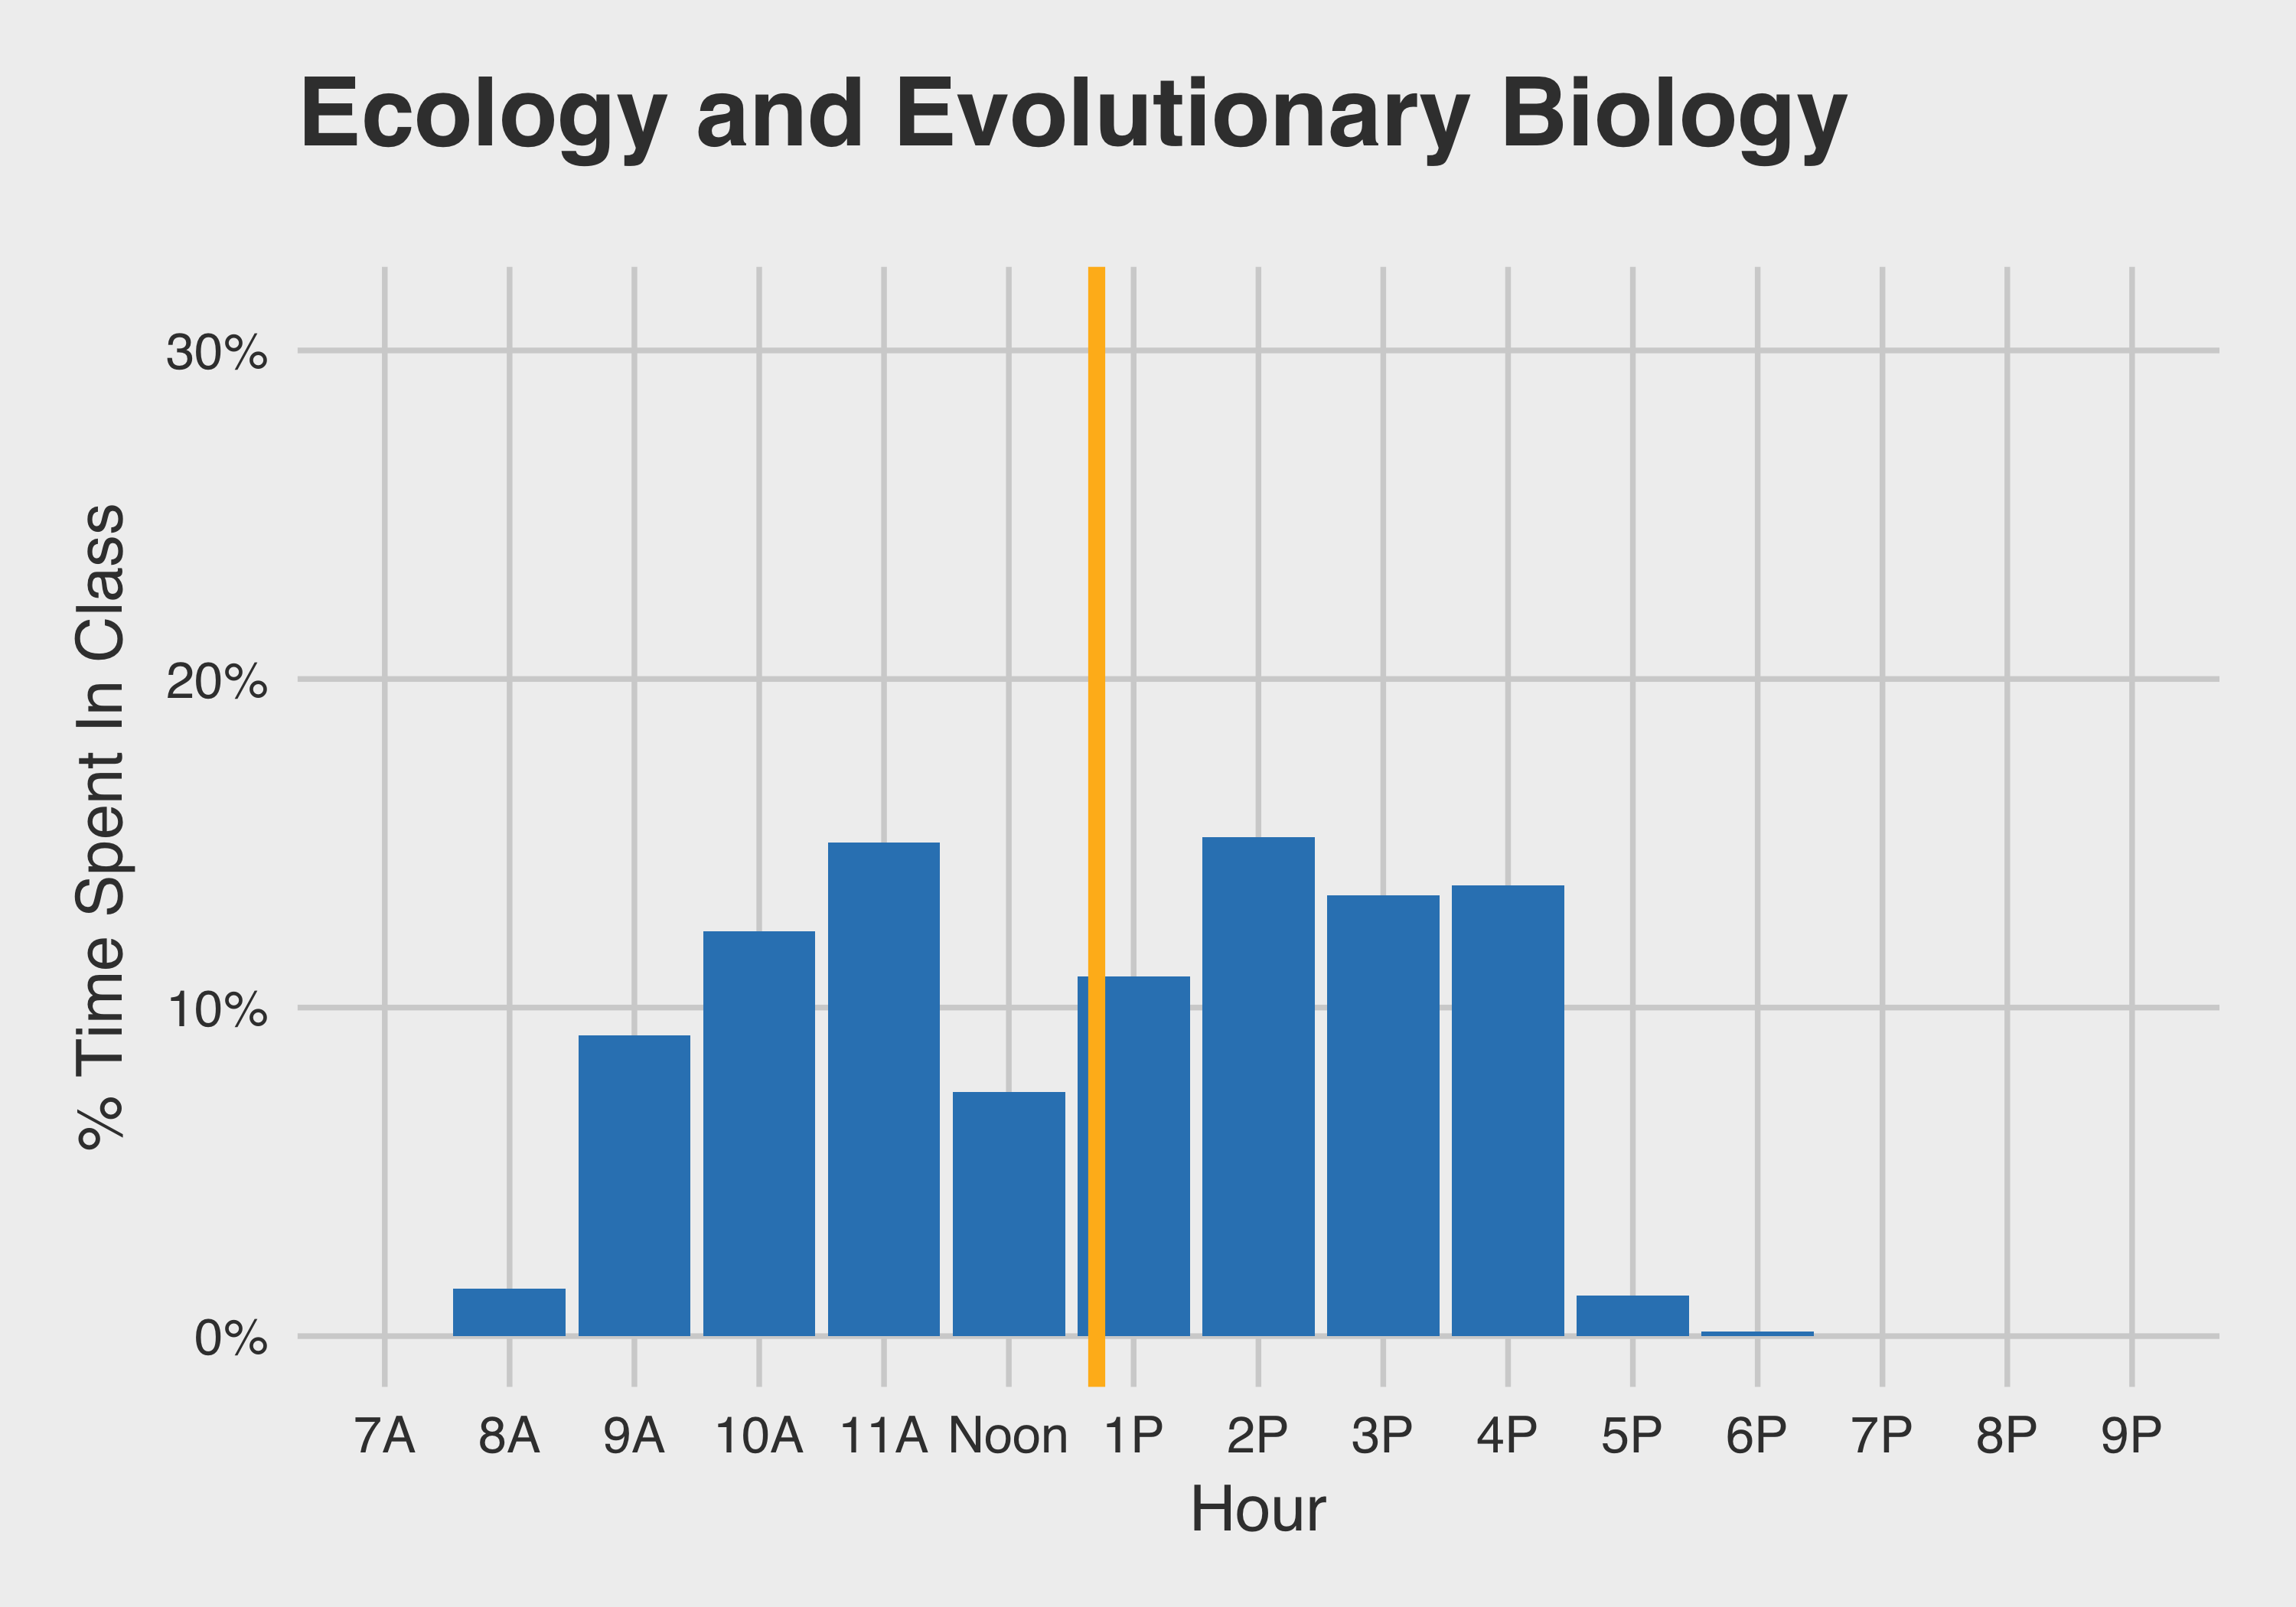 Ecology and Evolutionary Biology
% Time Spent In Class
30%
20%
10%
0%
7A 8A 9A 10A 11A Noon 1P 2P 3P 4P 5P 6P 7P 8P 9P
Hour